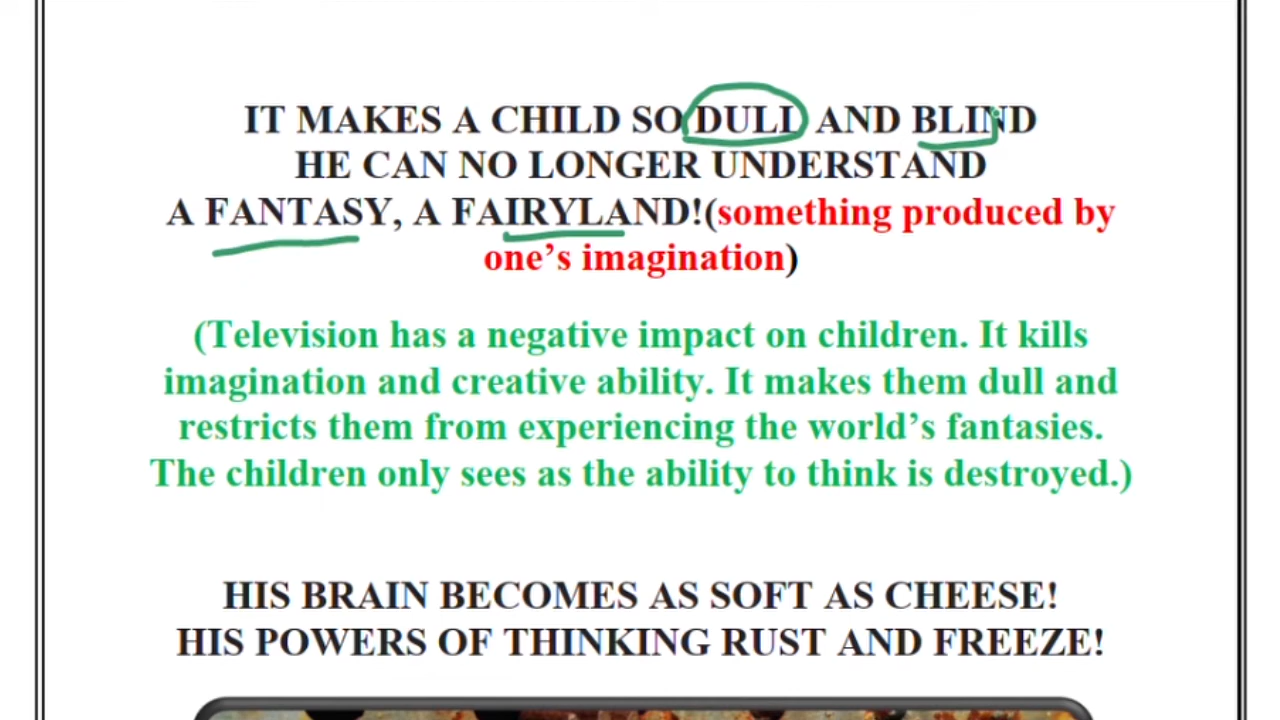 IT MAKES A CHILD SO DULL AND BLIND
HE CAN NO LONGER UNDERSTAND
A FANTASY, A FAIRYLAND!(something produced by
one’s imagination)
(Television has a negative impact on children. It kills
imagination and creative ability. It makes them dull and
restricts them from experiencing the world’s fantasies.
The children only sees as the ability to think is destroyed.)
HIS BRAIN BECOMES AS SOFT AS CHEESE!
HIS POWERS OF THINKING RUST AND FREEZE!